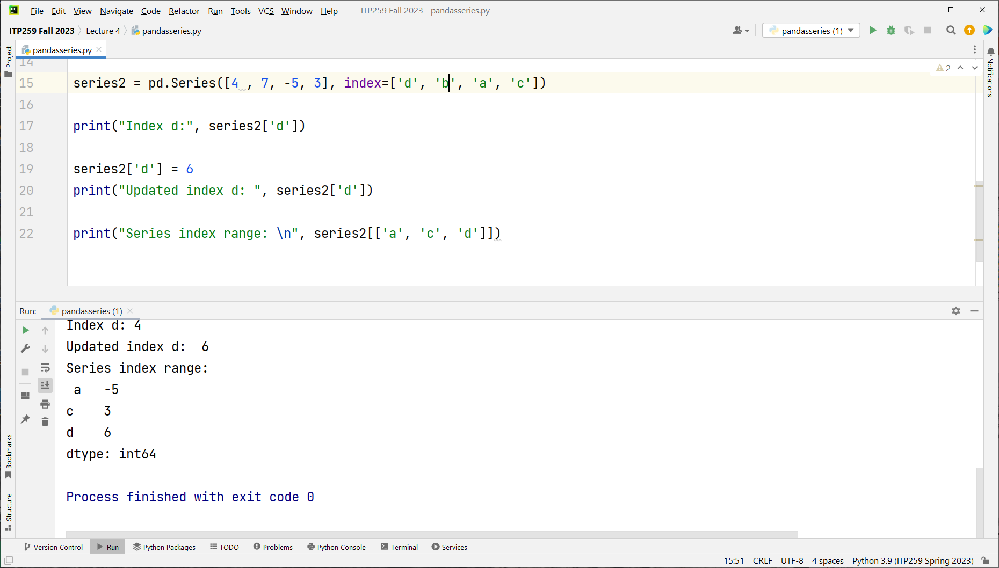 PC File Edit View Navigate Code Refactor Run Tools VCS Window Help ITP259 Fall 2023 - pandasseries.py
ITP259 Fall 2023 Lecture 4 pandasseries.py pandasseries (1)
Project
pandasseries.py
Notifications
14
2
15 series2 = pd.Series([4 , 7, -5, 3], index=['d', 'b', 'a', 'c'])
16
17 print("Index d:", series2['d'])
18
19 series2['d'] = 6
20 print("Updated index d: ", series2['d'])
21
22 print("Series index range: \n", series2[['a', 'c', 'd']])
Run: pandasseries (1)
Index d: 4
Updated index d:  6
Series index range:
 a   -5
c    3
d    6
dtype: int64
Process finished with exit code 0
Bookmarks
Structure
Version Control Run Python Packages TODO Problems Python Console Terminal Services
15:51 CRLF UTF-8 4 spaces Python 3.9 (ITP259 Spring 2023)